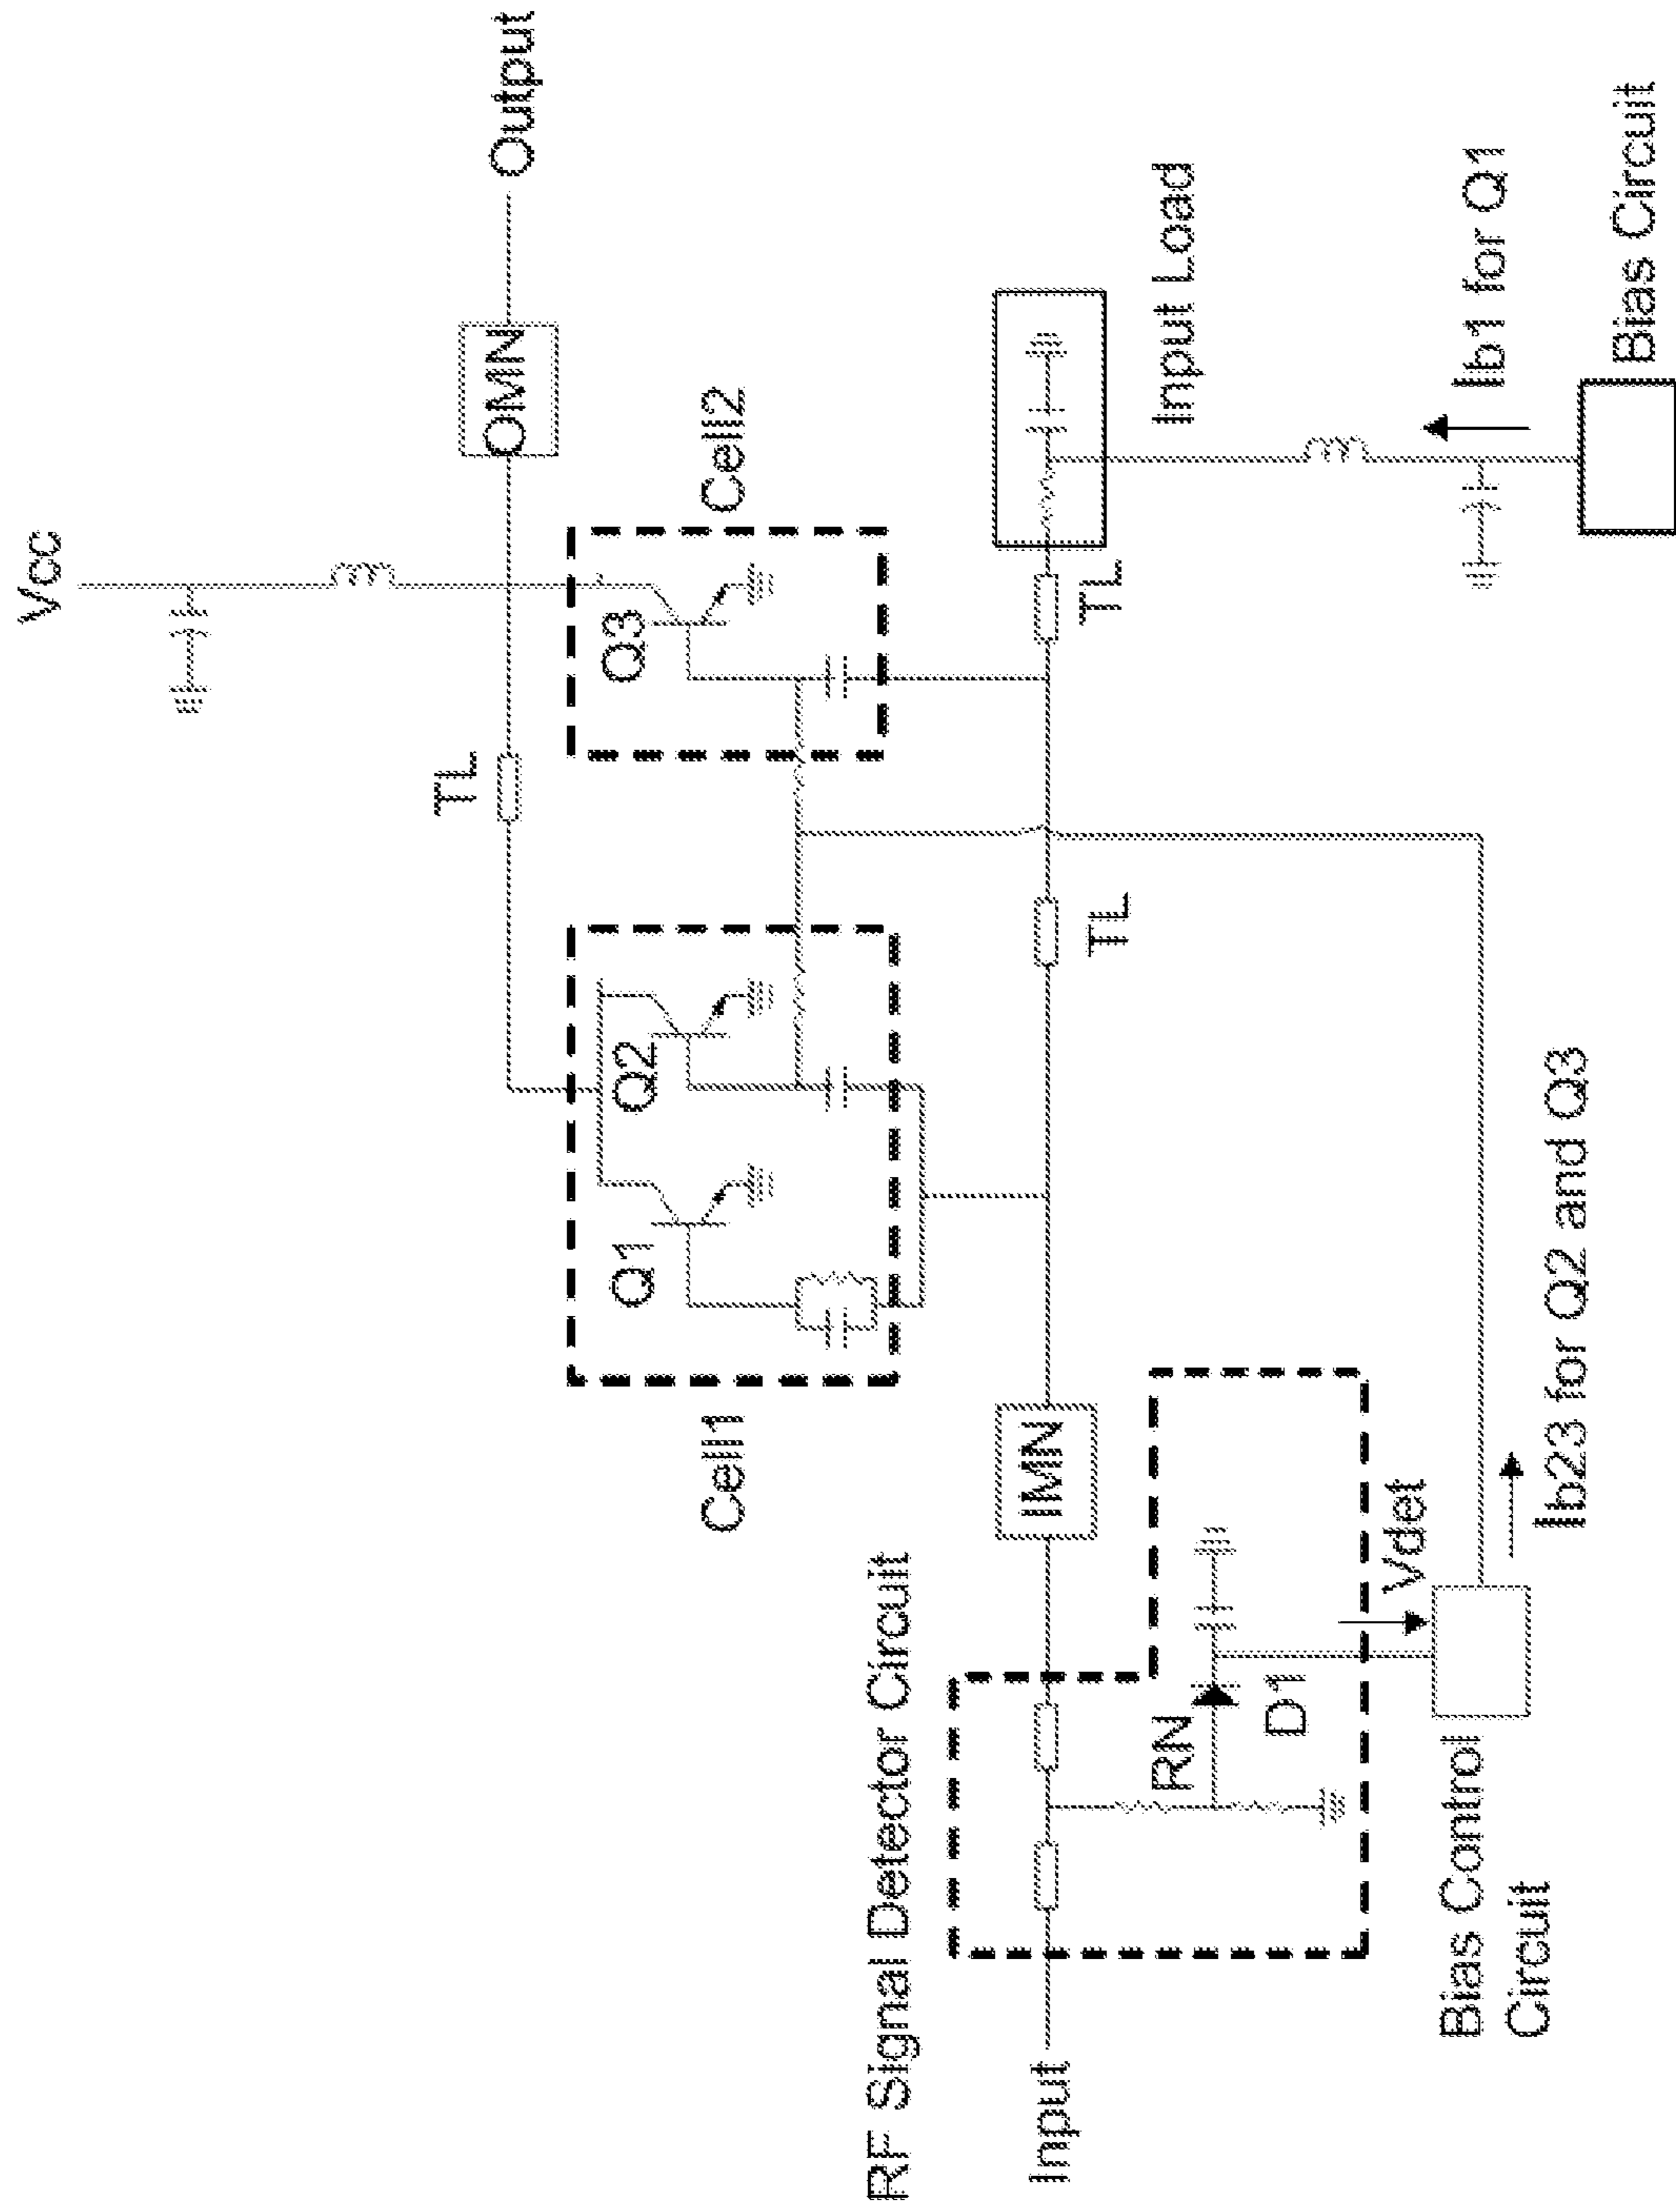 Vcc
TL
OMN
Output
Cell1
Q1
Q2
Q3
Cell2
RF Signal Detector Circuit
Input
IMN
TL
TL
Input Load
RN
D1
Vdet
Ib1 for Q1
Bias Control
Circuit
Ib23 for Q2 and Q3
Bias Circuit